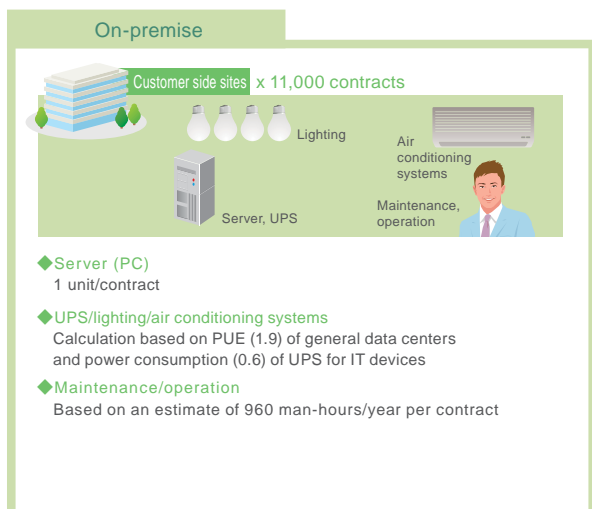 On-premise
Customer side sites x 11,000 contracts
Lighting
Air
conditioning
systems
Server, UPS
Maintenance,
operation
◆Server (PC)
1 unit/contract
◆UPS/lighting/air conditioning systems
Calculation based on PUE (1.9) of general data centers
and power consumption (0.6) of UPS for IT devices
◆Maintenance/operation
Based on an estimate of 960 man-hours/year per contract